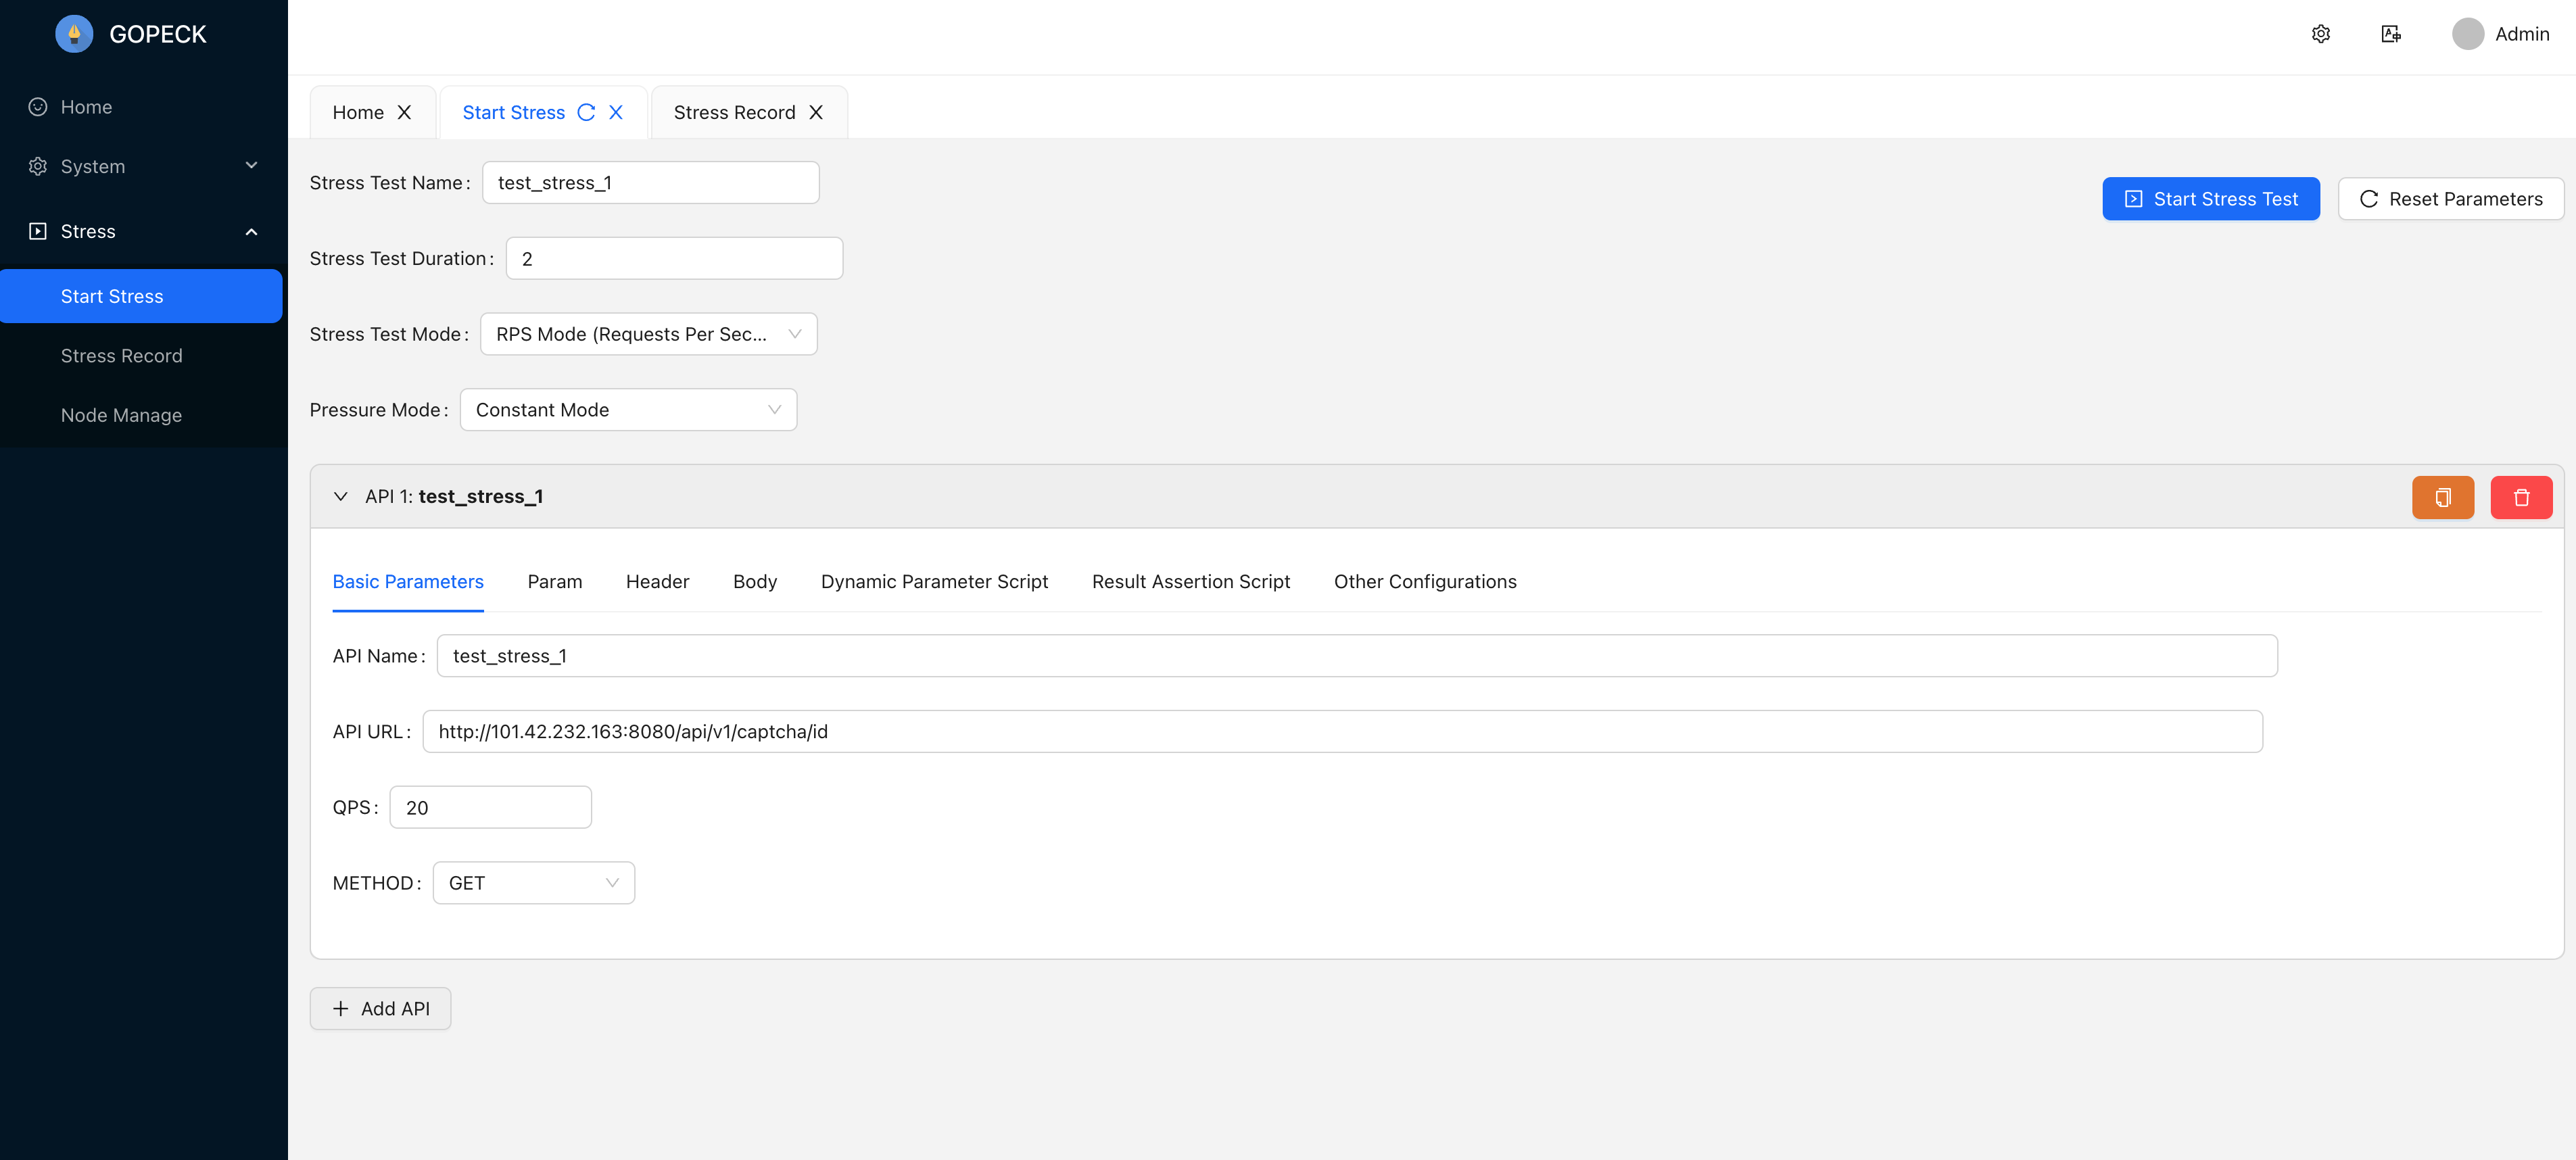 GOPECK
Admin
Home
System
Stress
Start Stress
Stress Record
Node Manage
Home
Start Stress
Stress Record
Stress Test Name:
test_stress_1
Start Stress Test
Reset Parameters
Stress Test Duration:
2
Stress Test Mode:
RPS Mode (Requests Per Sec...
Pressure Mode:
Constant Mode
API 1: test_stress_1
Basic Parameters
Param
Header
Body
Dynamic Parameter Script
Result Assertion Script
Other Configurations
API Name:
test_stress_1
API URL:
http://101.42.232.163:8080/api/v1/captcha/id
QPS:
20
METHOD:
GET
Add API